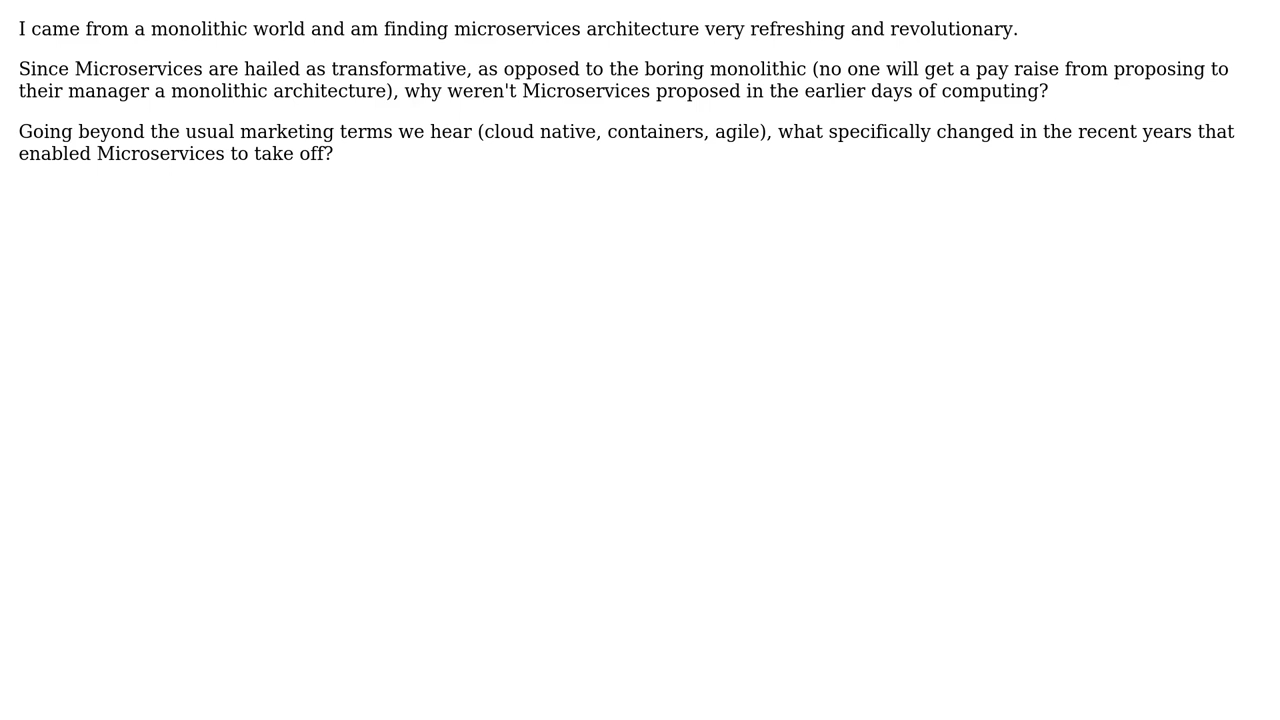 I came from a monolithic world and am finding microservices architecture very refreshing and revolutionary.
Since Microservices are hailed as transformative, as opposed to the boring monolithic (no one will get a pay raise from proposing to
their manager a monolithic architecture), why weren't Microservices proposed in the earlier days of computing?
Going beyond the usual marketing terms we hear (cloud native, containers, agile), what specifically changed in the recent years that
enabled Microservices to take off?